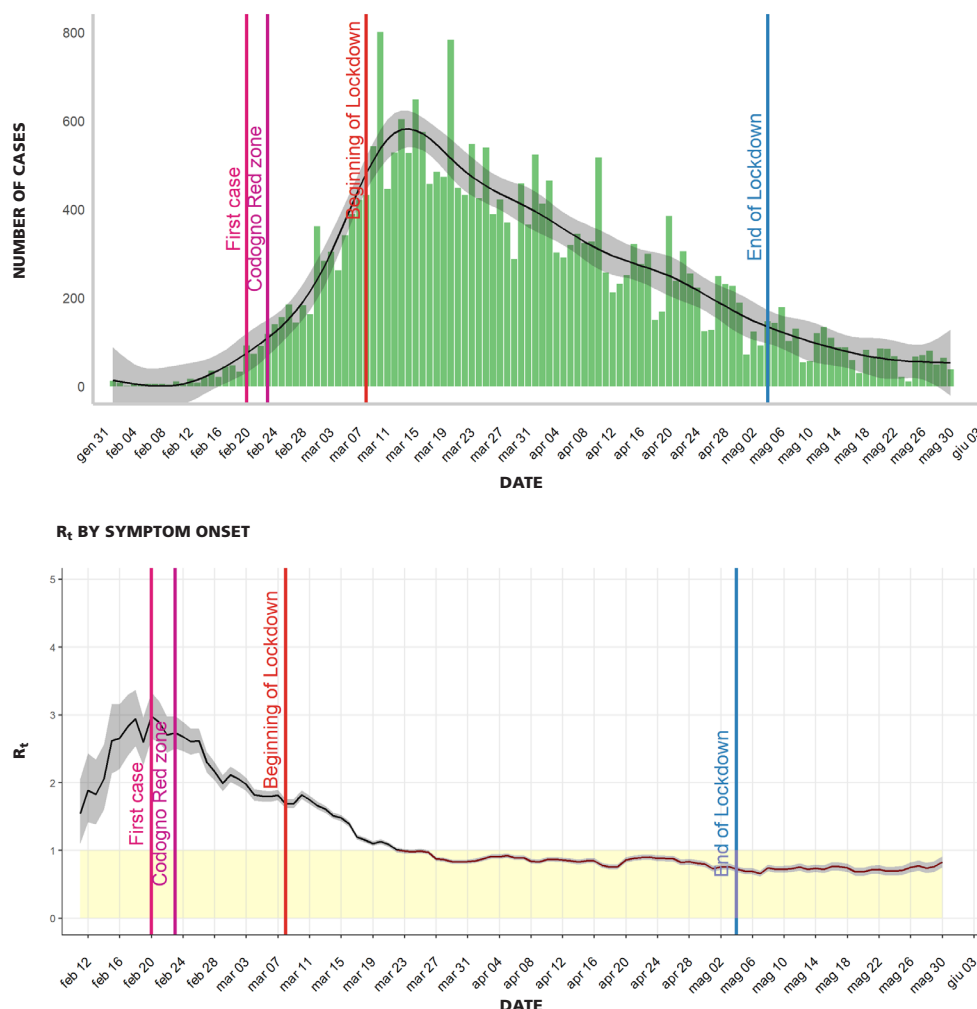 NUMBER OF CASES
800
600
400
200
0
First case
Codogno Red zone
Beginning of Lockdown
End of Lockdown
gen 31
feb 04
feb 08
feb 12
feb 16
feb 20
feb 24
feb 28
mar 03
mar 07
mar 11
mar 15
mar 19
mar 23
mar 27
mar 31
apr 04
apr 08
apr 12
apr 16
apr 20
apr 24
apr 28
mag 02
mag 06
mag 10
mag 14
mag 18
mag 22
mag 26
mag 30
giu 03
DATE
Rt BY SYMPTOM ONSET
Rt
5
4
3
2
1
0
First case
Codogno Red zone
Beginning of Lockdown
End of Lockdown
feb 12
feb 16
feb 20
feb 24
feb 28
mar 03
mar 07
mar 11
mar 15
mar 19
mar 23
mar 27
mar 31
apr 04
apr 08
apr 12
apr 16
apr 20
apr 24
apr 28
mag 02
mag 06
mag 10
mag 14
mag 18
mag 22
mag 26
mag 30
giu 03
DATE